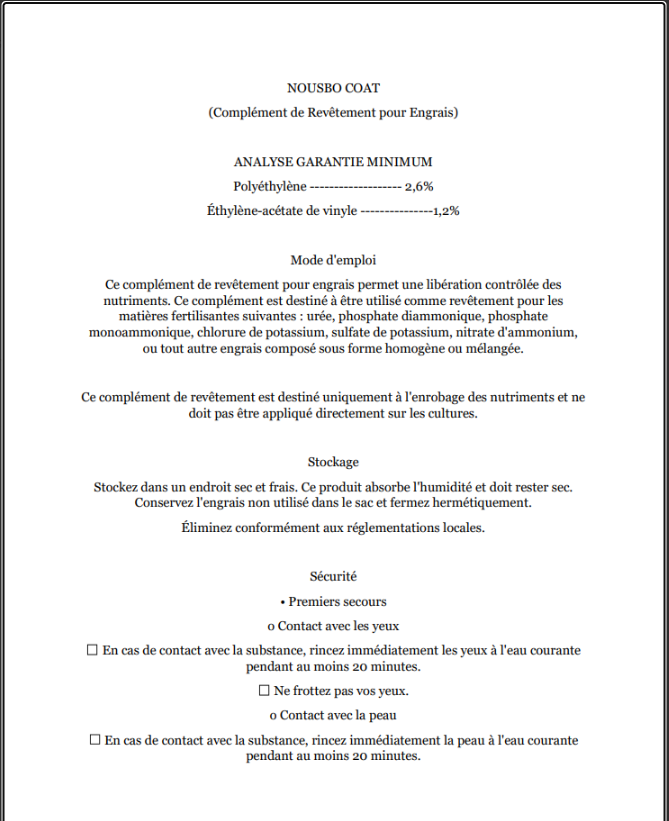 NOUSBO COAT
(Complément de Revêtement pour Engrais)
ANALYSE GARANTIE MINIMUM
Polyéthylène ------------------- 2,6%
Éthylène-acétate de vinyle ---------------1,2%
Mode d'emploi
Ce complément de revêtement pour engrais permet une libération contrôlée des
nutriments. Ce complément est destiné à être utilisé comme revêtement pour les
matières fertilisantes suivantes : urée, phosphate diammonique, phosphate
monoammonique, chlorure de potassium, sulfate de potassium, nitrate d'ammonium,
ou tout autre engrais composé sous forme homogène ou mélangée.
Ce complément de revêtement est destiné uniquement à l'enrobage des nutriments et ne
doit pas être appliqué directement sur les cultures.
Stockage
Stockez dans un endroit sec et frais. Ce produit absorbe l'humidité et doit rester sec.
Conservez l'engrais non utilisé dans le sac et fermez hermétiquement.
Éliminez conformément aux réglementations locales.
Sécurité
• Premiers secours
o Contact avec les yeux
☐ En cas de contact avec la substance, rincez immédiatement les yeux à l'eau courante
pendant au moins 20 minutes.
☐ Ne frottez pas vos yeux.
o Contact avec la peau
☐ En cas de contact avec la substance, rincez immédiatement la peau à l'eau courante
pendant au moins 20 minutes.